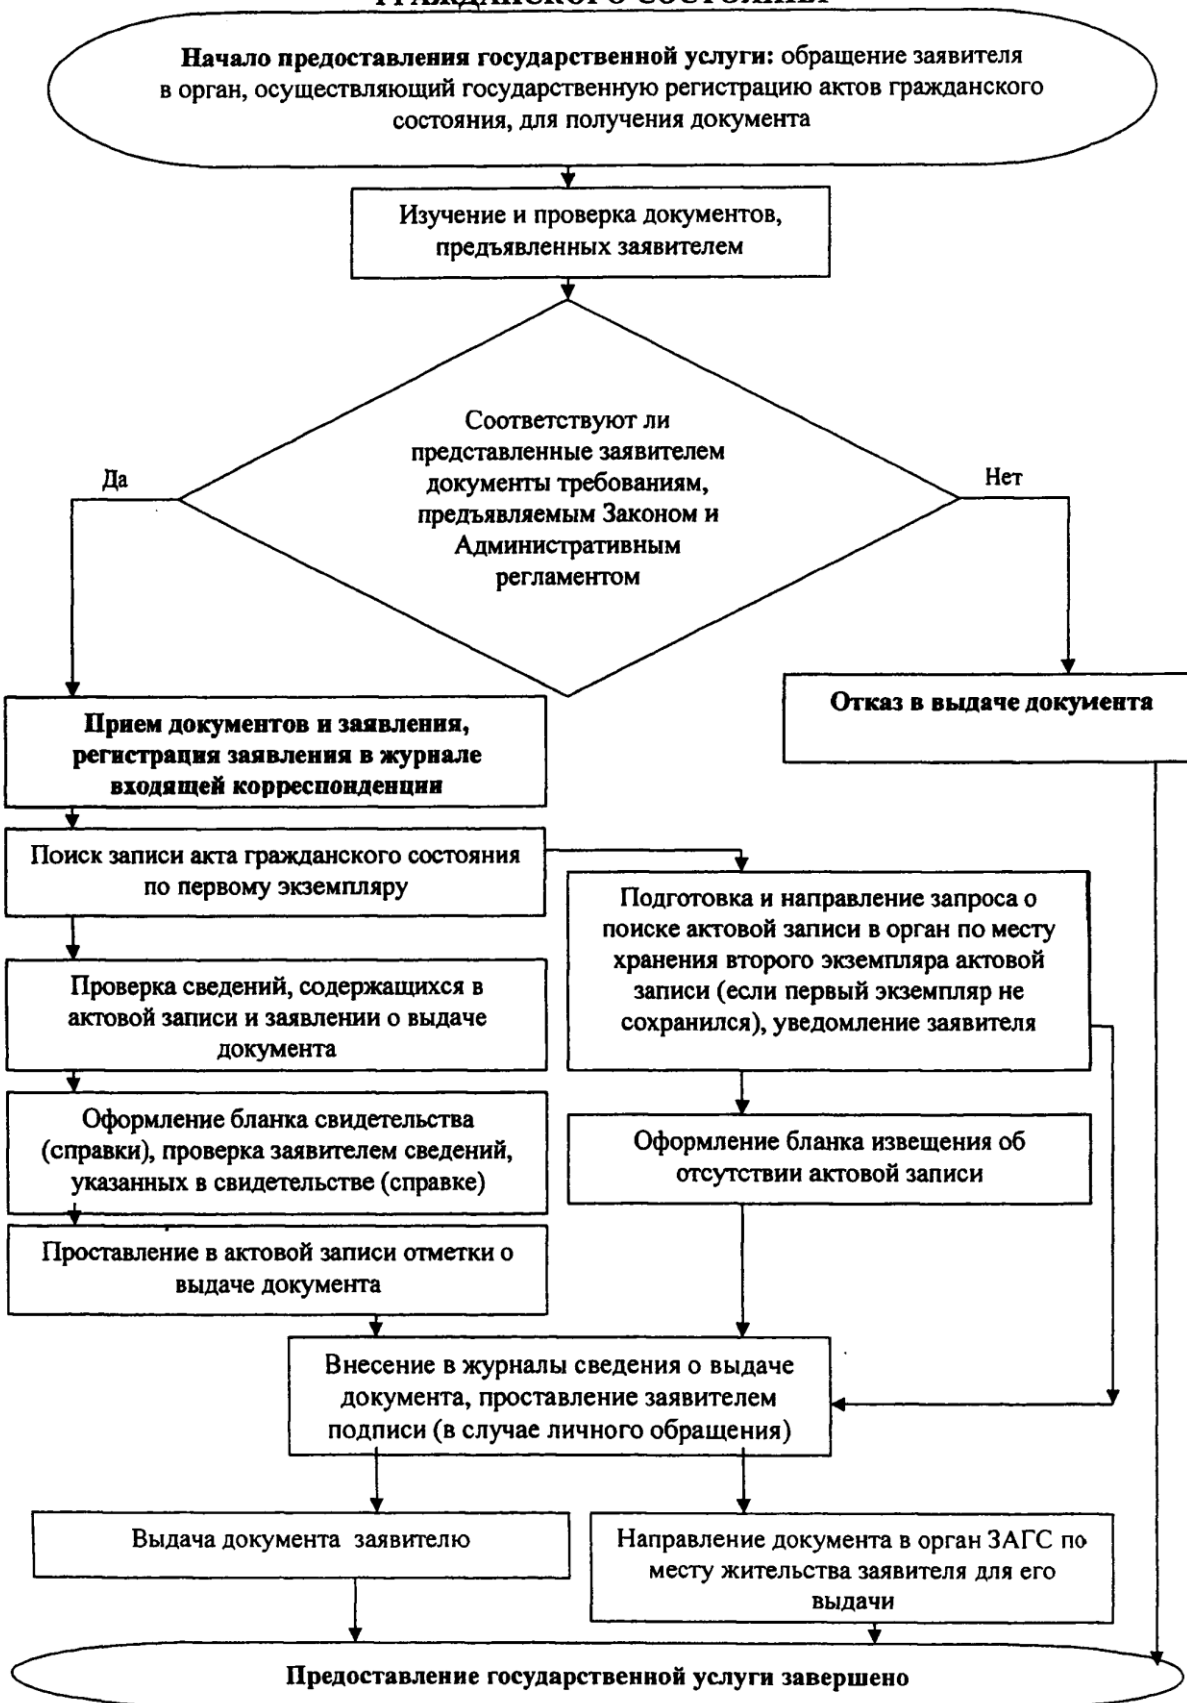 ГРАЖДАНСКОГО СОСТОЯНИЯ
Начало предоставления государственной услуги: обращение заявителя
в орган, осуществляющий государственную регистрацию актов гражданского
состояния, для получения документа
Изучение и проверка документов,
предъявленных заявителем
Соответствуют ли
представленные заявителем
документы требованиям,
предъявляемым Законом и
Административным
регламентом
Да
Нет
Прием документов и заявления,
регистрация заявления в журнале
входящей корреспонденции
Отказ в выдаче документа
Поиск записи акта гражданского состояния
по первому экземпляру
Подготовка и направление запроса о
поиске актовой записи в орган по месту
хранения второго экземпляра актовой
записи (если первый экземпляр не
сохранился), уведомление заявителя
Проверка сведений, содержащихся в
актовой записи и заявлении о выдаче
документа
Оформление бланка свидетельства
(справки), проверка заявителем сведений,
указанных в свидетельстве (справке)
Оформление бланка извещения об
отсутствии актовой записи
Проставление в актовой записи отметки о
выдаче документа
Внесение в журналы сведения о выдаче
документа, проставление заявителем
подписи (в случае личного обращения)
Выдача документа заявителю
Направление документа в орган ЗАГС по
месту жительства заявителя для его
выдачи
Предоставление государственной услуги завершено